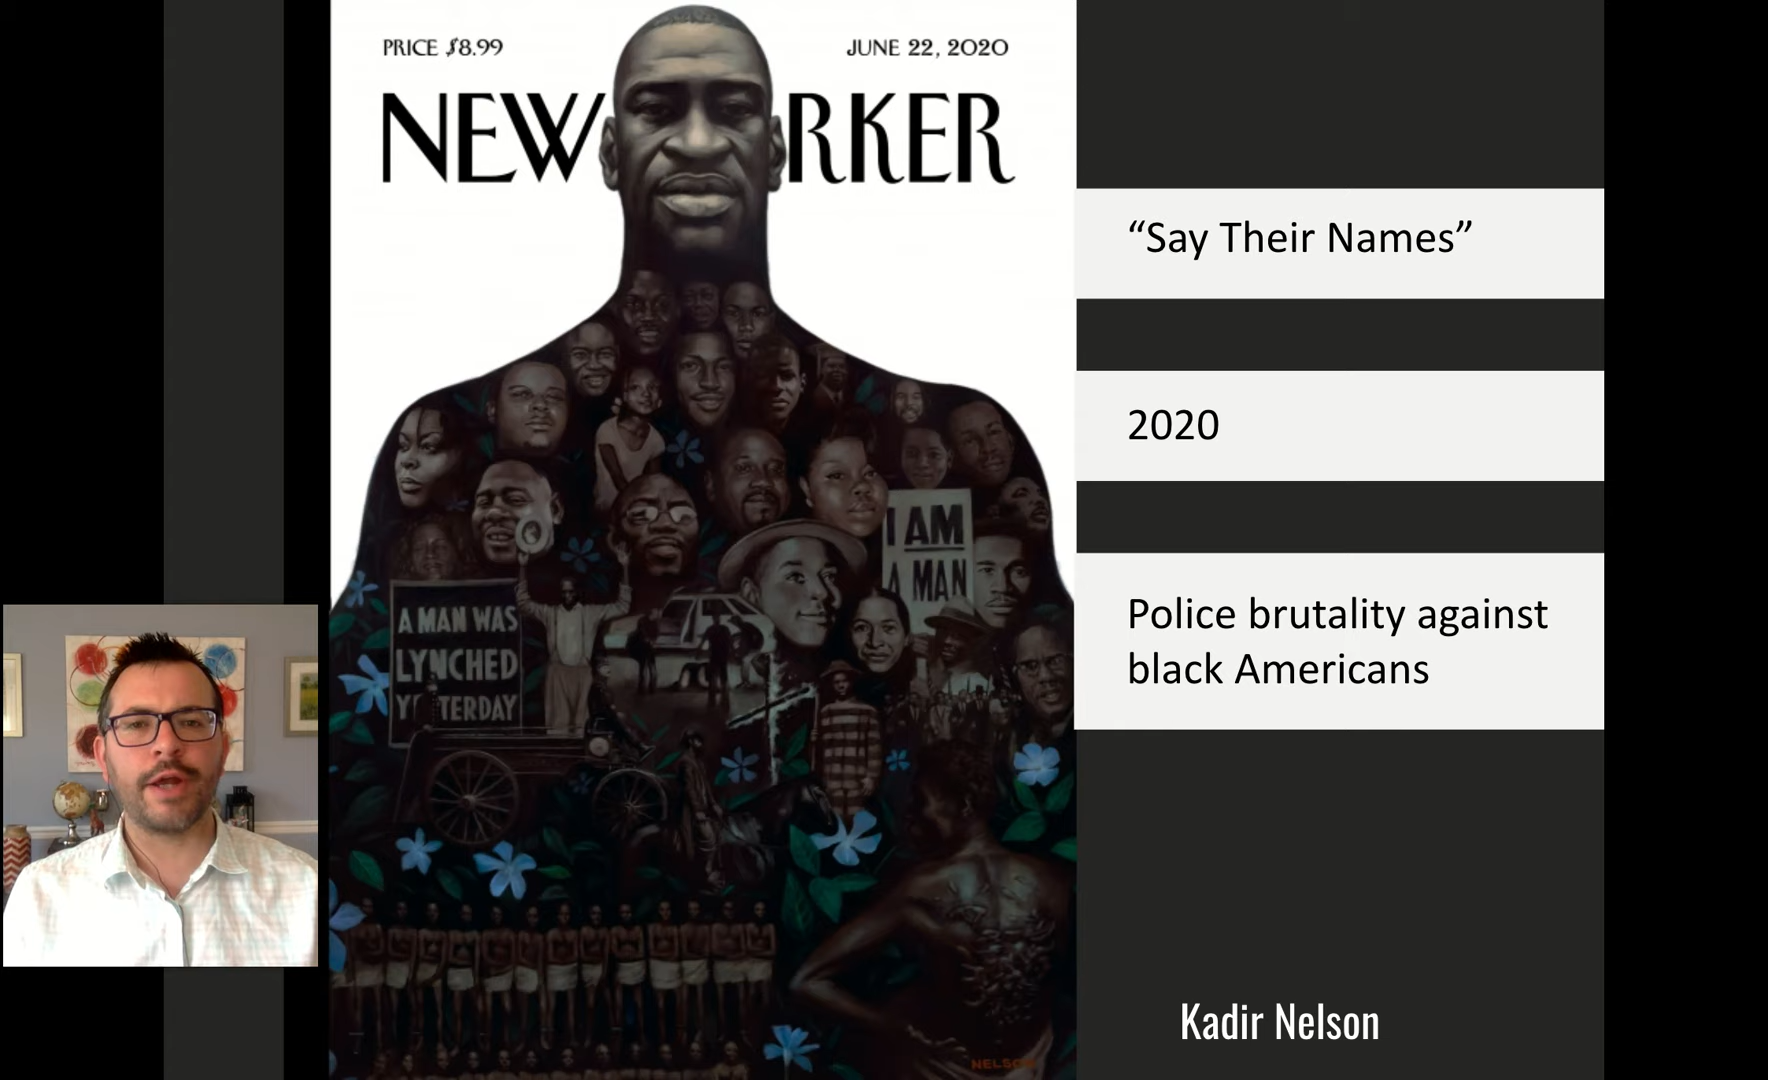 PRICE $8.99
JUNE 22, 2020
NEW RKER
“Say Their Names”
2020
I AM
A MAN
Police brutality against
black Americans
A MAN WAS
LYNCHED
YESTERDAY
Kadir Nelson
NELSON